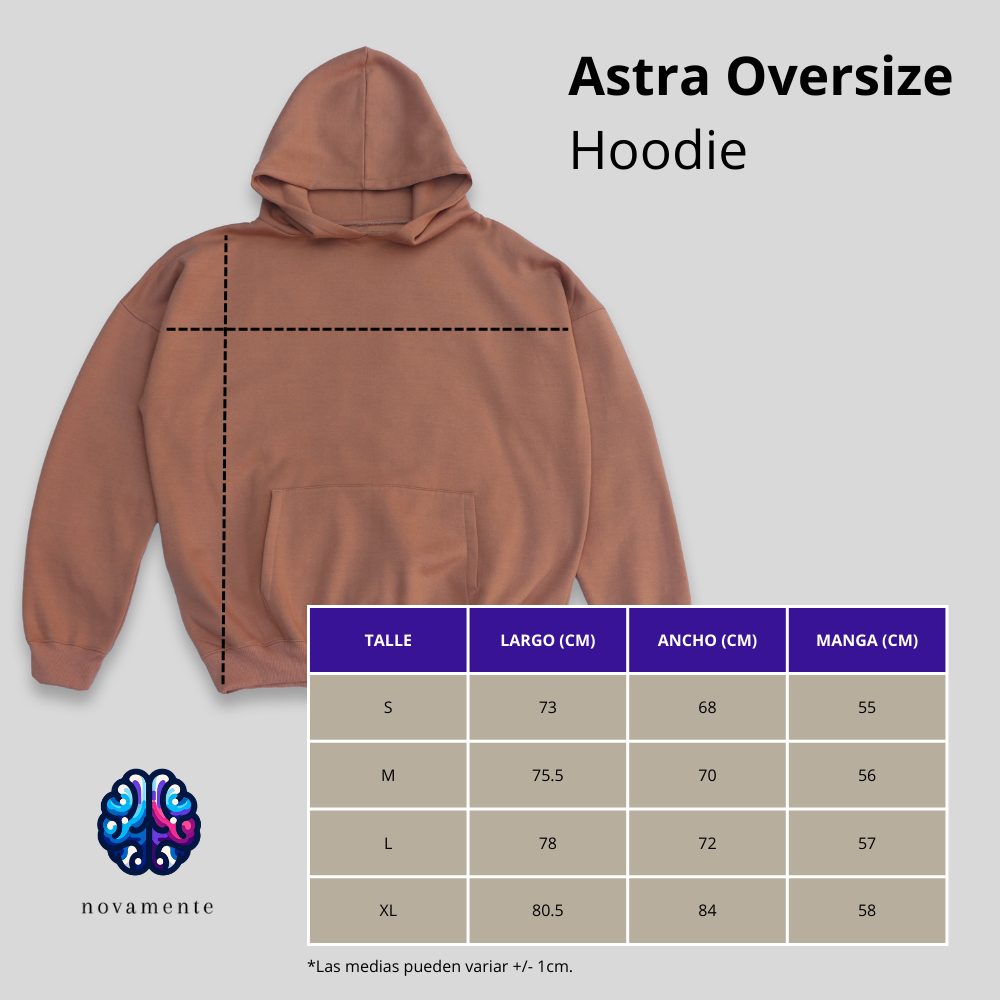 Astra Oversize
Hoodie
TALLE LARGO (CM) ANCHO (CM) MANGA (CM)
S 73 68 55
M 75.5 70 56
L 78 72 57
XL 80.5 84 58
novamente
*Las medias pueden variar +/- 1cm.